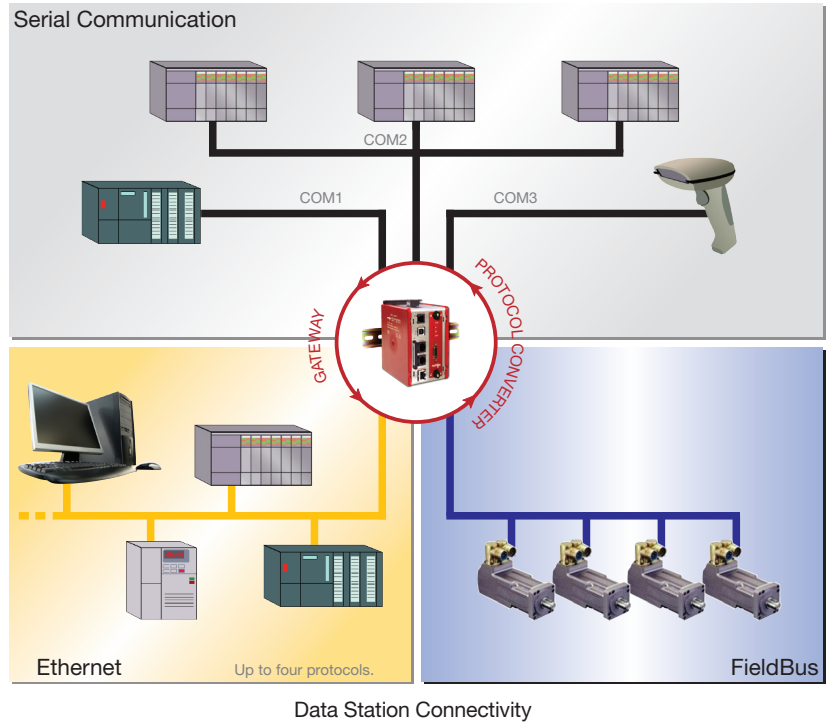 Serial Communication
COM2
COM1
COM3
GATEWAY
PROTOCOL CONVERTER
Ethernet
Up to four protocols.
FieldBus
Data Station Connectivity